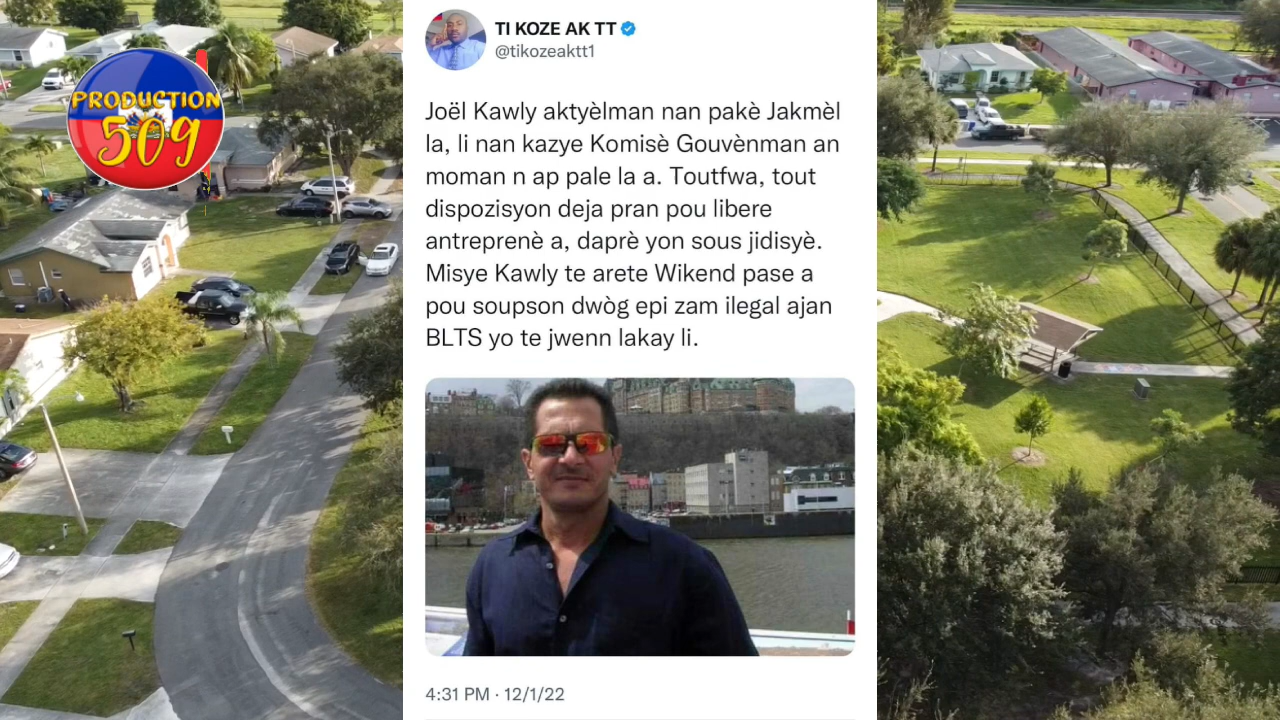 PRODUCTION
509
TI KOZE AK TT
@tikozeaktt1
Joël Kawly aktyèlman nan pakè Jakmèl
la, li nan kazye Komisè Gouvènman an
moman n ap pale la a. Toutfwa, tout
dispozisyon deja pran pou libere
antreprenè a, daprè yon sous jidisyè.
Misye Kawly te arete Wikend pase a
pou soupson dwòg epi zam ilegal ajan
BLTS yo te jwenn lakay li.
4:31 PM · 12/1/22